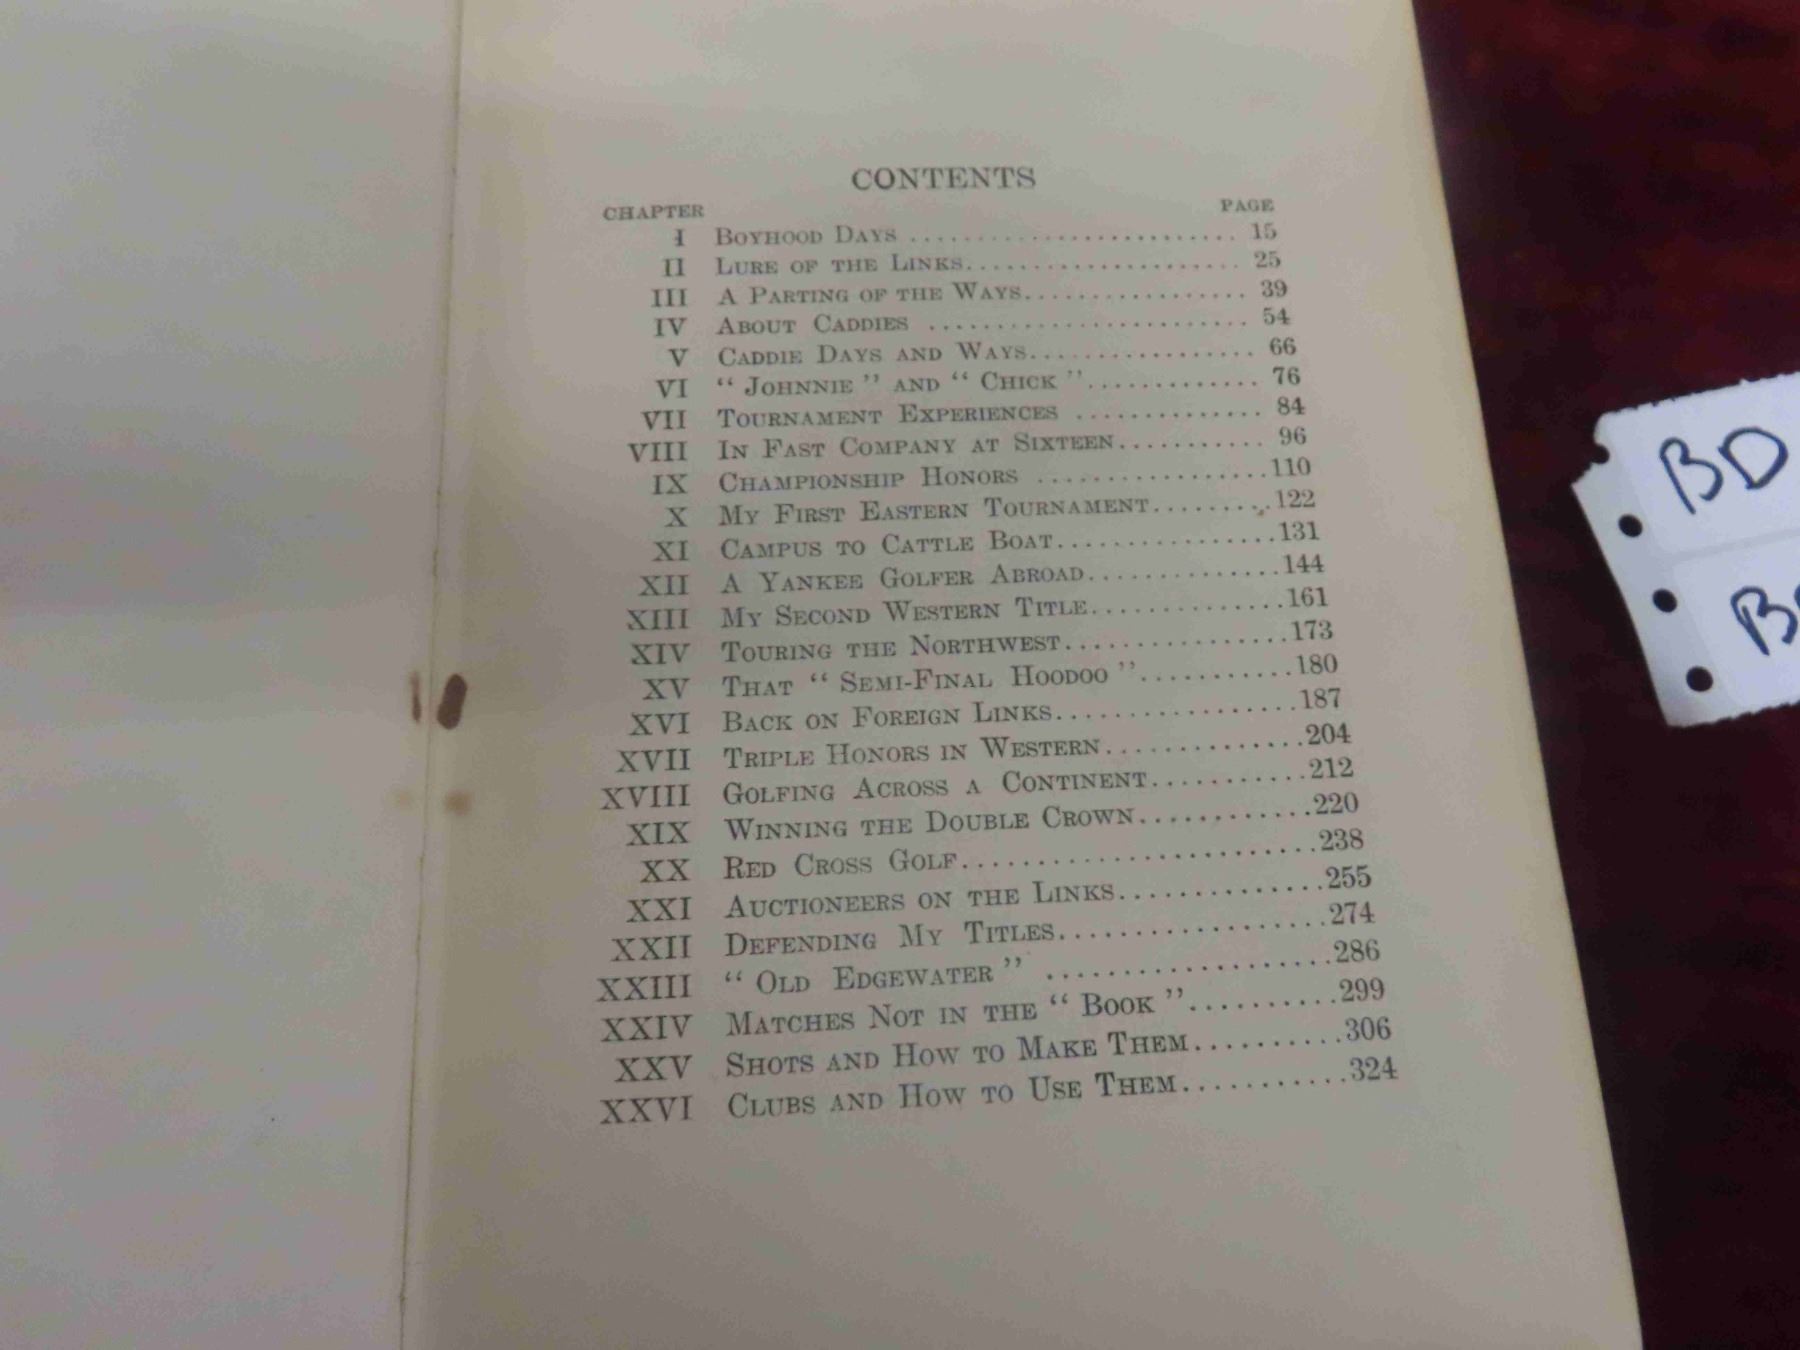 CONTENTS
CHAPTER PAGE
I BOYHOOD DAYS .......................... 15
II LURE OF THE LINKS...................... 25
III A PARTING OF THE WAYS.................. 39
IV ABOUT CADDIES ........................ 54
V CADDIE DAYS AND WAYS.................. 66
VI “ JOHNNIE ” AND “ CHICK ”.............. 76
VII TOURNAMENT EXPERIENCES .............. 84
VIII IN FAST COMPANY AT SIXTEEN............ 96
IX CHAMPIONSHIP HONORS ..................110
X MY FIRST EASTERN TOURNAMENT..........122
XI CAMPUS TO CATTLE BOAT................131
XII A YANKEE GOLFER ABROAD..............144
XIII MY SECOND WESTERN TITLE..............161
XIV TOURING THE NORTHWEST................173
XV THAT “ SEMI-FINAL HOODOO ”............180
XVI BACK ON FOREIGN LINKS.................187
XVII TRIPLE HONORS IN WESTERN..............204
XVIII GOLFING ACROSS A CONTINENT...........212
XIX WINNING THE DOUBLE CROWN............220
XX RED CROSS GOLF........................238
XXI AUCTIONEERS ON THE LINKS..............255
XXII DEFENDING MY TITLES..................274
XXIII “ OLD EDGEWATER ” ...................286
XXIV MATCHES NOT IN THE “ BOOK ”..........299
XXV SHOTS AND HOW TO MAKE THEM..........306
XXVI CLUBS AND HOW TO USE THEM...........324
BD